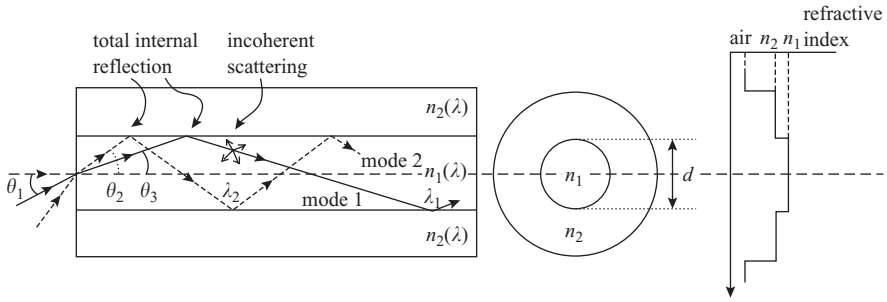 total internal
reflection
incoherent
scattering
n₂(λ)
mode 2
n₁(λ)
θ₁
θ₂
θ₃
λ₂
mode 1
λ₁
n₂(λ)
n₁
n₂
d
refractive
index
air
n₂
n₁